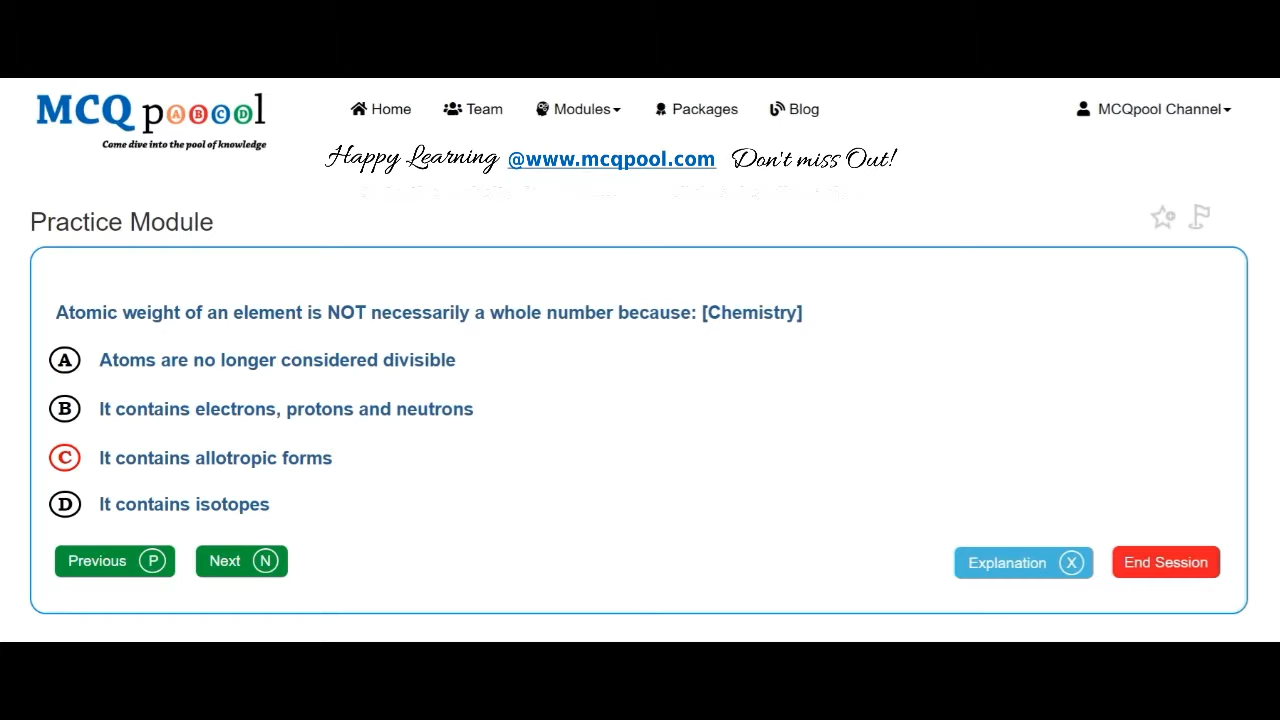 MCQ poACOD
Come dive into the pool of knowledge
Home Team Modules Packages Blog MCQpool Channel
Happy Learning @www.mcqpool.com Don't miss Out!
Practice Module
Atomic weight of an element is NOT necessarily a whole number because: [Chemistry]
A Atoms are no longer considered divisible
B It contains electrons, protons and neutrons
C It contains allotropic forms
D It contains isotopes
Previous P Next N Explanation X End Session